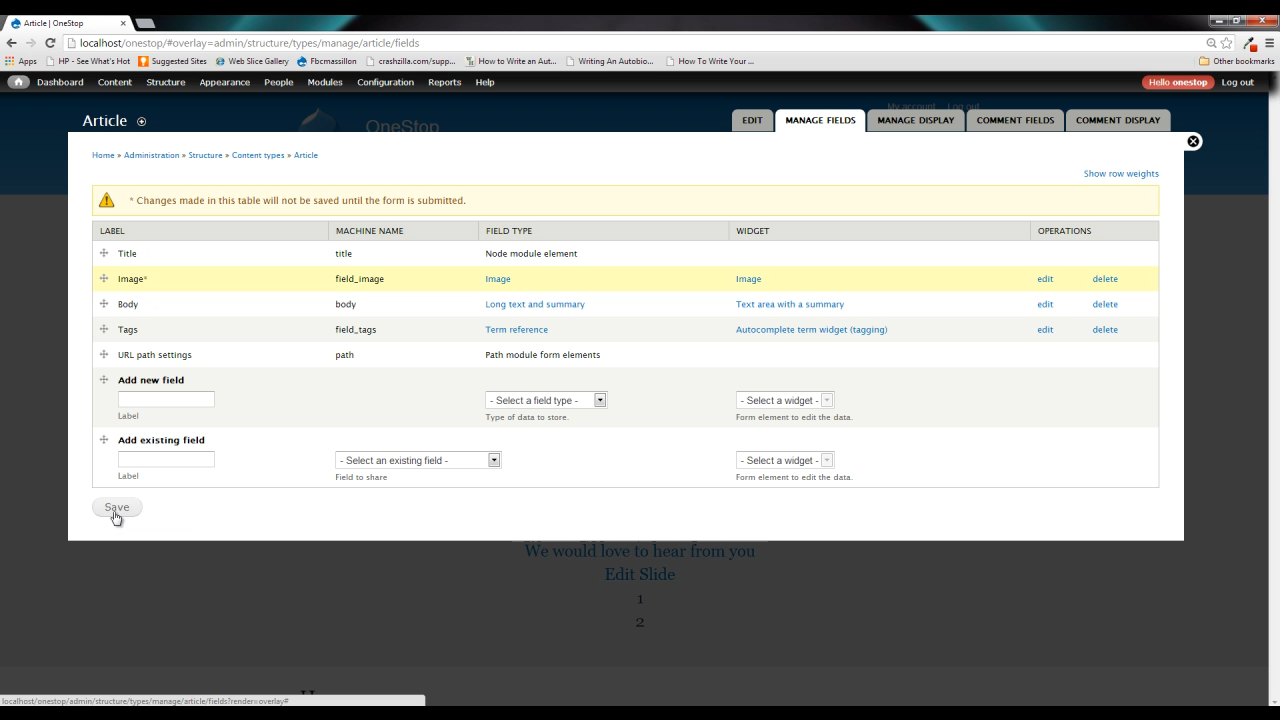 Article | OneStop
localhost/onestop/#overlay=admin/structure/types/manage/article/fields
Apps HP - See What's Hot Suggested Sites Web Slice Gallery Fbcmassillon crashzilla.com/supp... How to Write an Aut... Writing An Autobio... How To Write Your ... Other bookmarks
Dashboard Content Structure Appearance People Modules Configuration Reports Help Hello onestop Log out
My account Log out
Article OneStop EDIT MANAGE FIELDS MANAGE DISPLAY COMMENT FIELDS COMMENT DISPLAY
Home » Administration » Structure » Content types » Article
Show row weights
* Changes made in this table will not be saved until the form is submitted.
LABEL MACHINE NAME FIELD TYPE WIDGET OPERATIONS
Title title Node module element
Image* field_image Image Image edit delete
Body body Long text and summary Text area with a summary edit delete
Tags field_tags Term reference Autocomplete term widget (tagging) edit delete
URL path settings path Path module form elements
Add new field
- Select a field type - - Select a widget -
Label Type of data to store. Form element to edit the data.
Add existing field
- Select an existing field - - Select a widget -
Label Field to share Form element to edit the data.
Save
We would love to hear from you
Edit Slide
1
2
localhost/onestop/admin/structure/types/manage/article/fields?render=overlay#